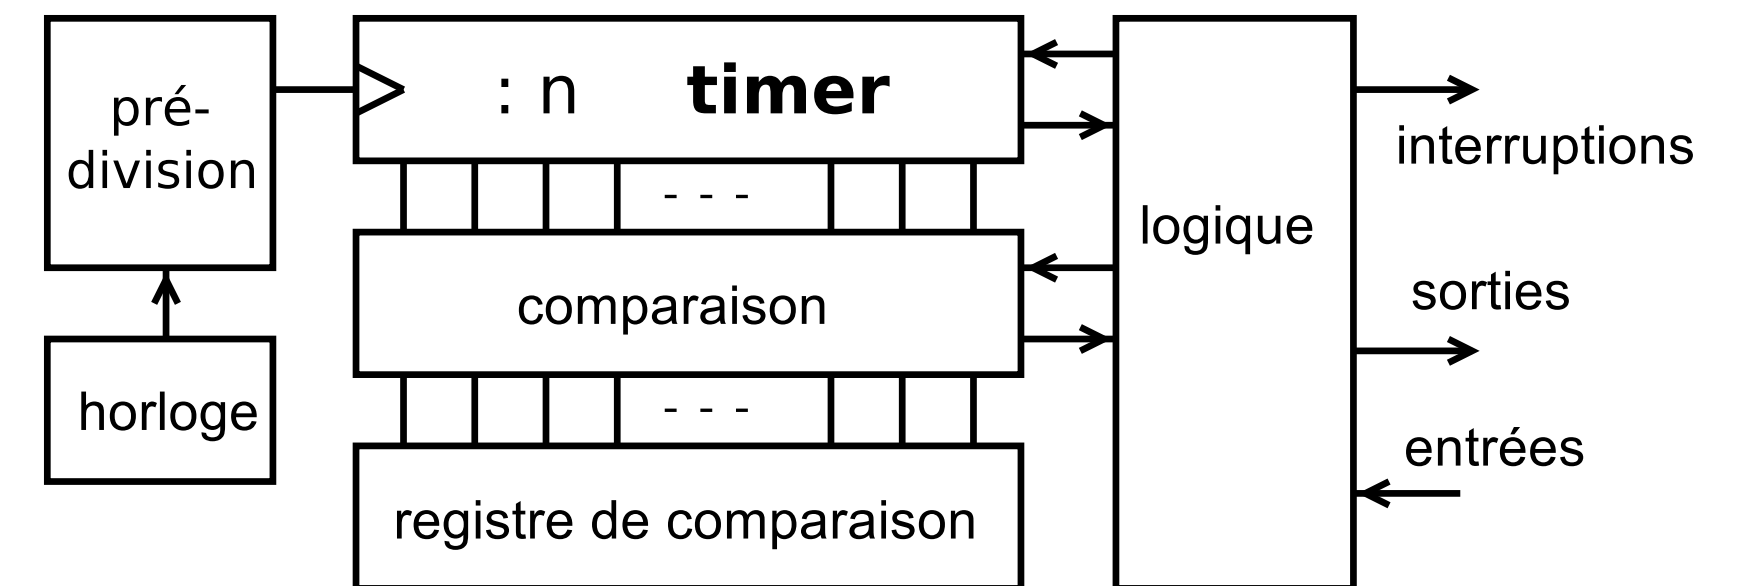 pré-
division
: n timer
- - -
comparaison
- - -
registre de comparaison
horloge
logique
interruptions
sorties
entrées